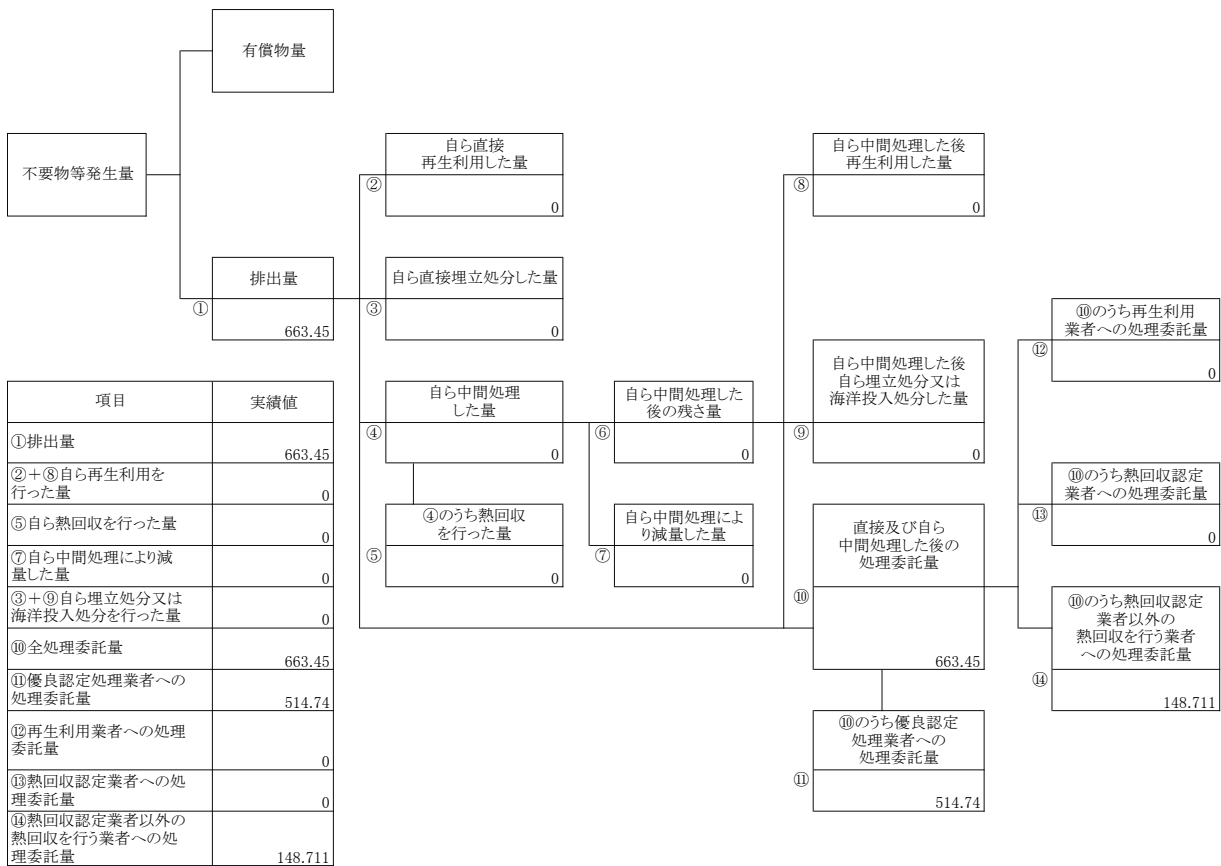 有償物量
不要物等発生量
自ら直接
再生利用した量
②
0
自ら中間処理した後
再生利用した量
⑧
0
排出量
①
663.45
自ら直接埋立処分した量
③
0
⑩のうち再生利用
業者への処理委託量
⑫
0
自ら中間処理
した量
④
0
自ら中間処理した
後の残さ量
⑥
0
自ら中間処理した後
自ら埋立処分又は
海洋投入処分した量
⑨
0
⑩のうち熱回収認定
業者への処理委託量
⑬
0
④のうち熱回収
を行った量
⑤
0
自ら中間処理によ
り減量した量
⑦
0
直接及び自ら
中間処理した後の
処理委託量
⑩
663.45
⑩のうち熱回収認定
業者以外の
熱回収を行う業者
への処理委託量
⑭
148.711
⑩のうち優良認定
処理業者への
処理委託量
⑪
514.74
項目 実績値
①排出量 663.45
②+⑧自ら再生利用を
行った量 0
⑤自ら熱回収を行った量 0
⑦自ら中間処理により減
量した量 0
③+⑨自ら埋立処分又は
海洋投入処分を行った量 0
⑩全処理委託量 663.45
⑪優良認定処理業者への
処理委託量 514.74
⑫再生利用業者への処理
委託量 0
⑬熱回収認定業者への処
理委託量 0
⑭熱回収認定業者以外の
熱回収を行う業者への処
理委託量 148.711